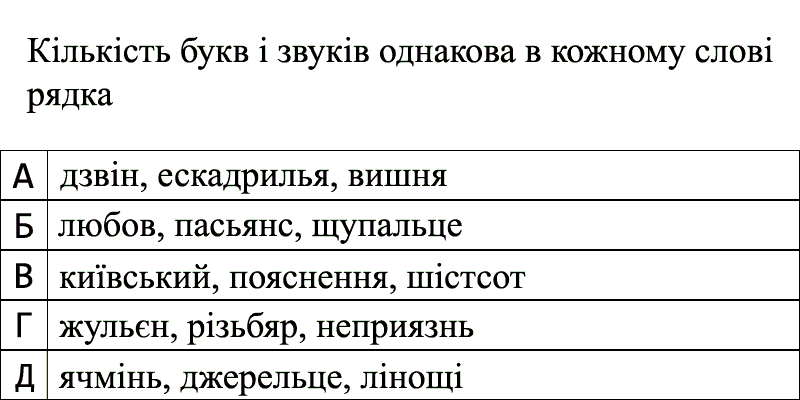 Кількість букв і звуків однакова в кожному слові
рядка
А дзвін, ескадрилья, вишня
Б любов, пасьянс, щупальце
В київський, пояснення, шістсот
Г жульєн, різьбяр, неприязнь
Д ячмінь, джерельце, лінощі